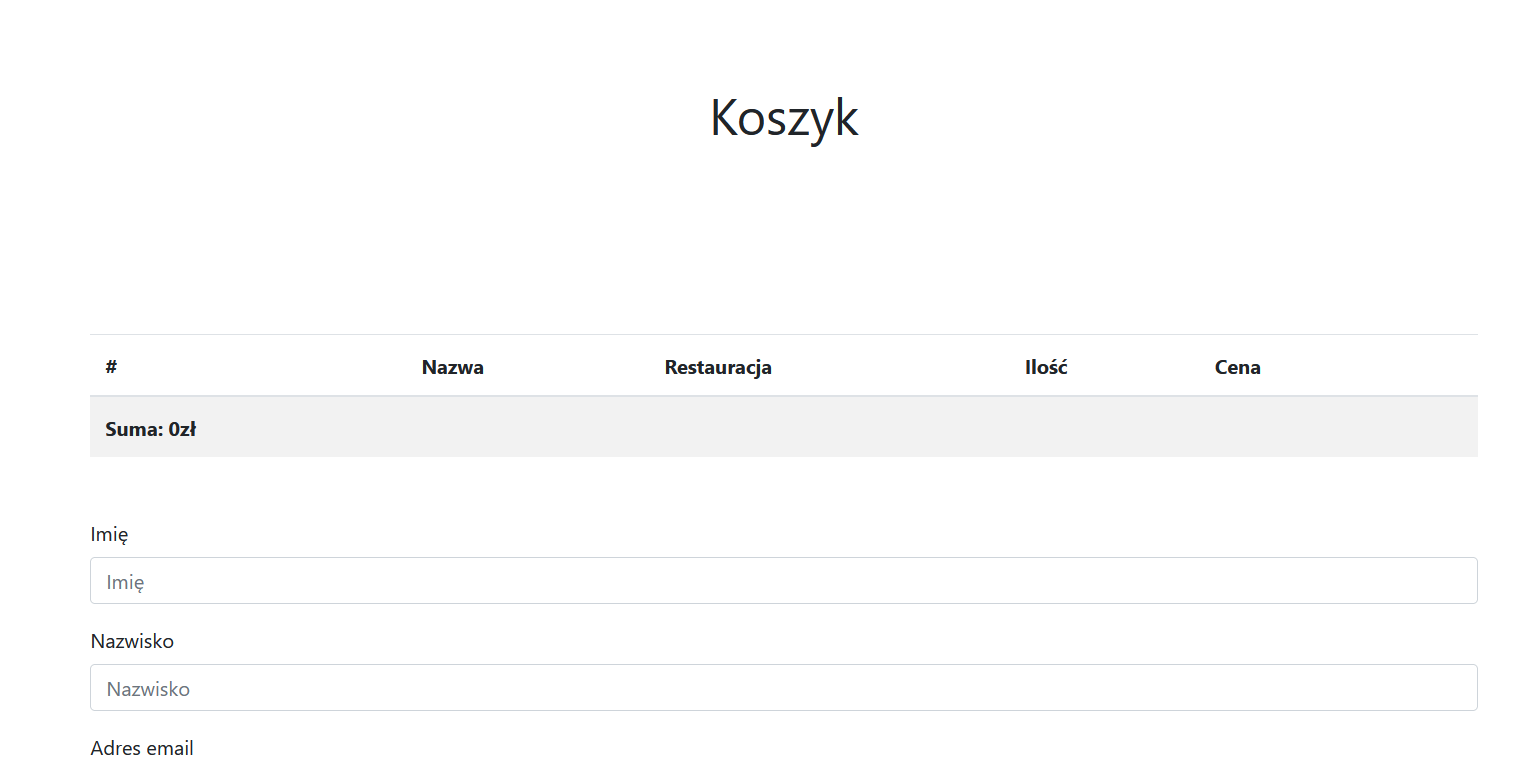 Koszyk
# Nazwa Restauracja Ilość Cena
Suma: 0zł
Imię
Imię
Nazwisko
Nazwisko
Adres email